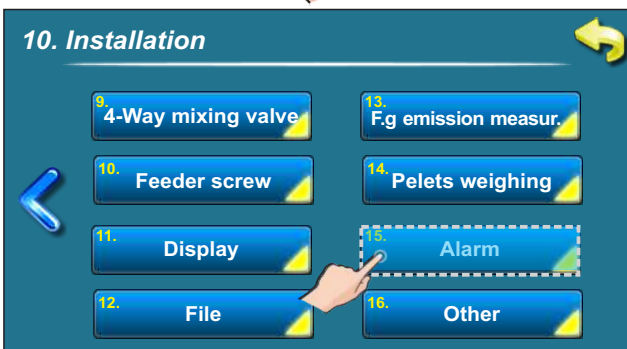 10. Installation
9.
4-Way mixing valve
10.
Feeder screw
11.
Display
12.
File
13.
F.g emission measur.
14.
Pelets weighing
15.
Alarm
16.
Other